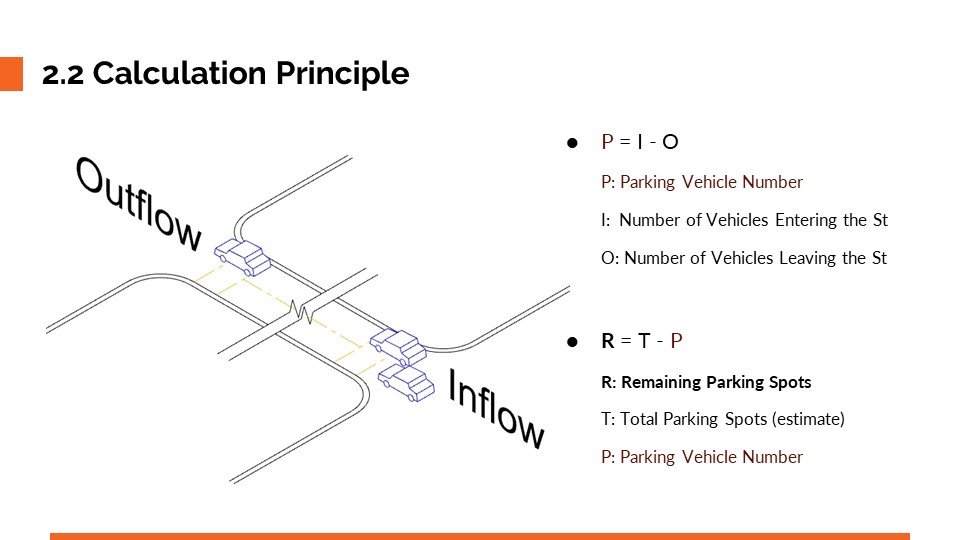 2.2 Calculation Principle
Outflow
Inflow
● P = I - O
P: Parking Vehicle Number
I: Number of Vehicles Entering the St
O: Number of Vehicles Leaving the St
● R = T - P
R: Remaining Parking Spots
T: Total Parking Spots (estimate)
P: Parking Vehicle Number